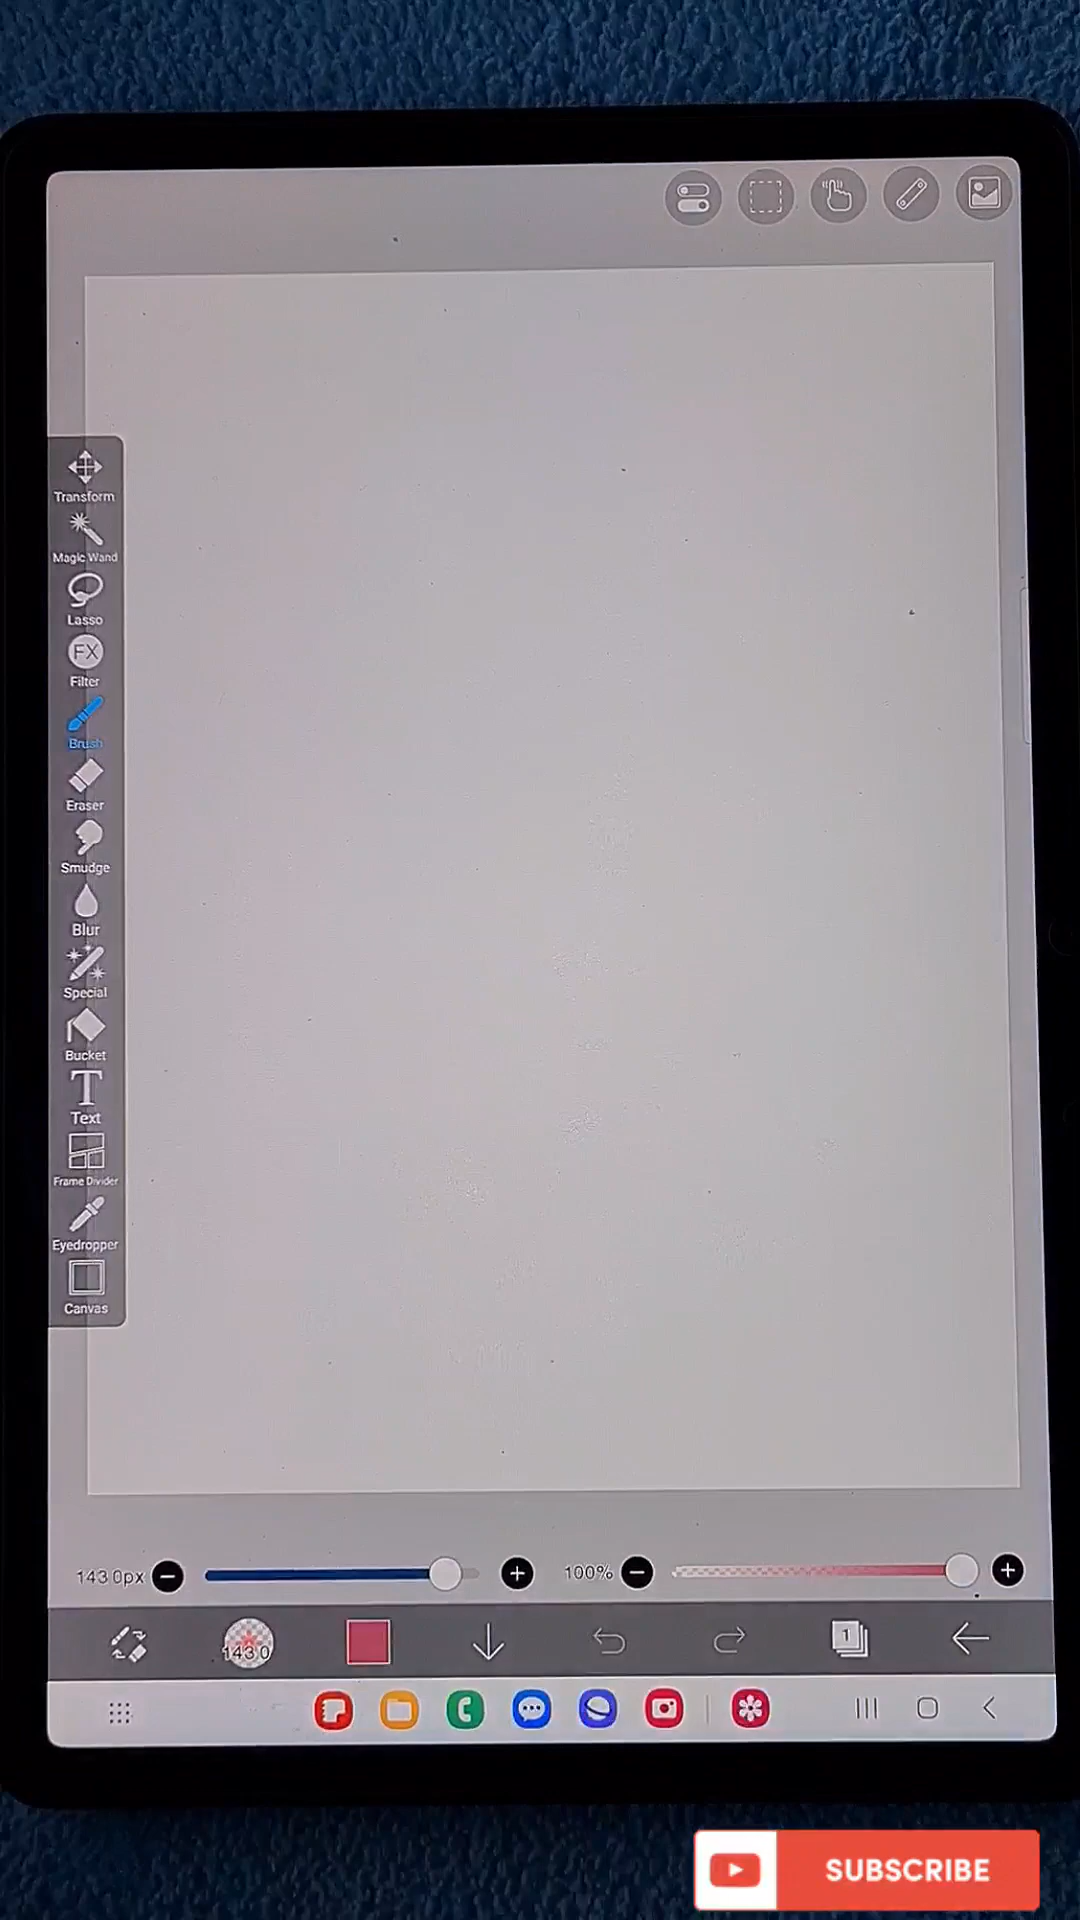 Transform
Magic Wand
Lasso
FX
Filter
Brush
Eraser
Smudge
Blur
Special
Bucket
T
Text
Frame Divider
Eyedropper
Canvas
143.0px
100%
143.0
1
SUBSCRIBE